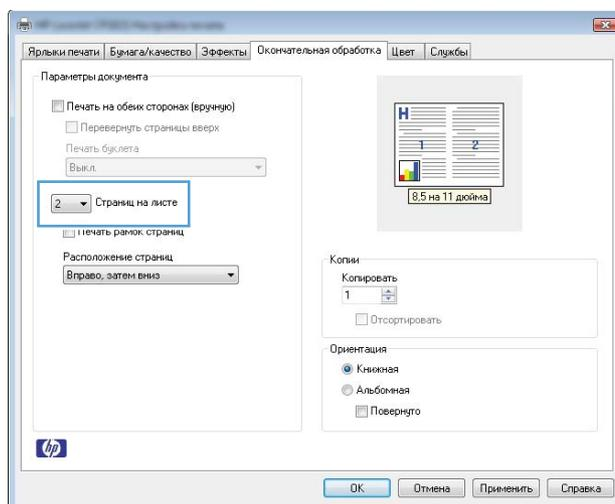 Ярлыки печати
Бумага/качество
Эффекты
Окончательная обработка
Цвет
Службы
Параметры документа
Печать на обеих сторонах (вручную)
Перевернуть страницы вверх
Печать буклета
Выкл.
2 Страниц на листе
Печать рамок страниц
Расположение страниц
Вправо, затем вниз
H
1 2
8,5 на 11 дюйма
Копии
Копировать
1
Отсортировать
Ориентация
Книжная
Альбомная
Повернуто
hp
OK
Отмена
Применить
Справка